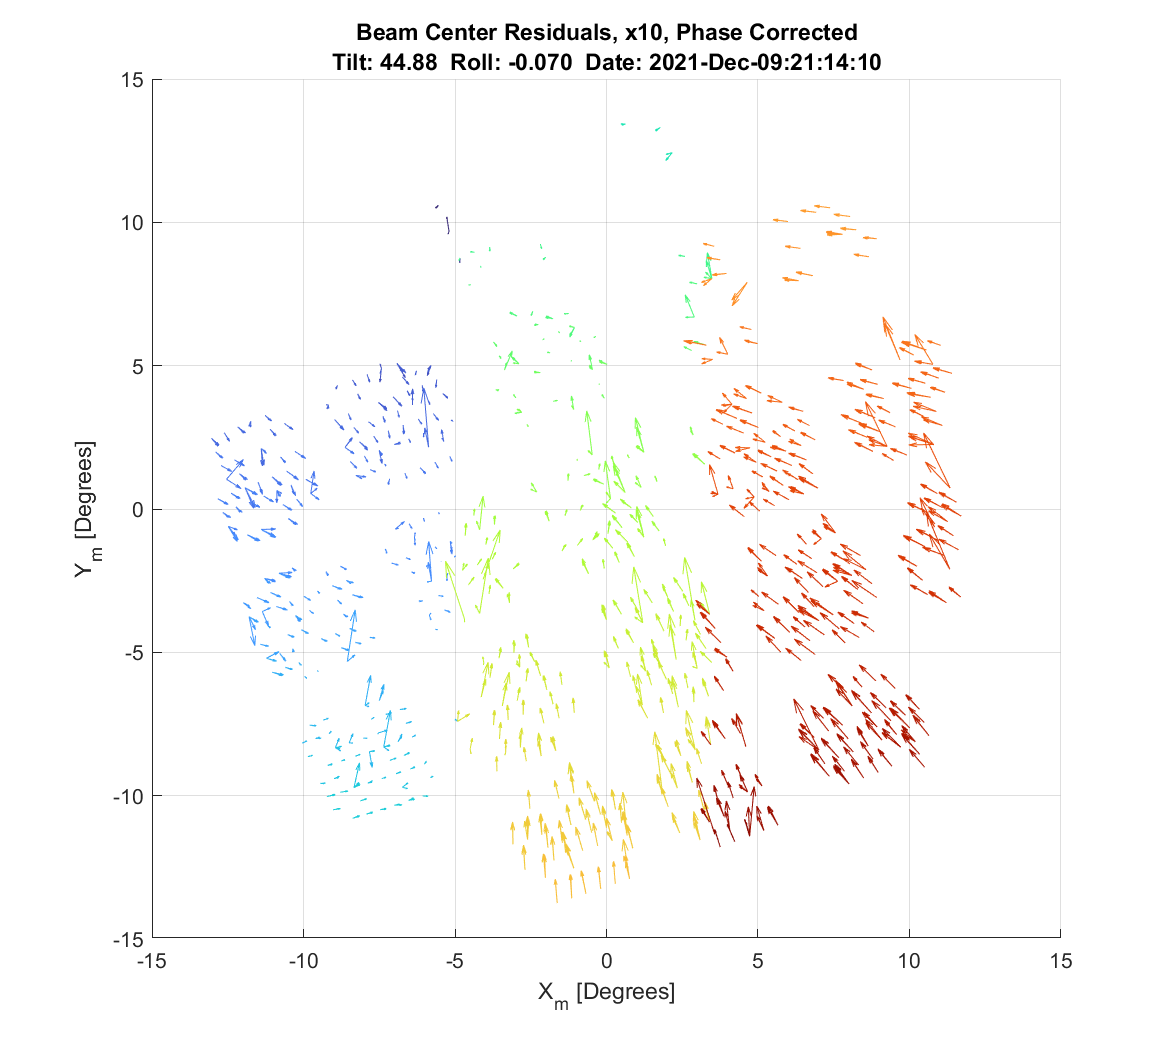 Beam Center Residuals, x10, Phase Corrected
Tilt: 44.88 Roll: -0.070 Date: 2021-Dec-09:21:14:10
15
10
5
0
-5
-10
-15
Y_m [Degrees]
-15 -10 -5 0 5 10 15
X_m [Degrees]